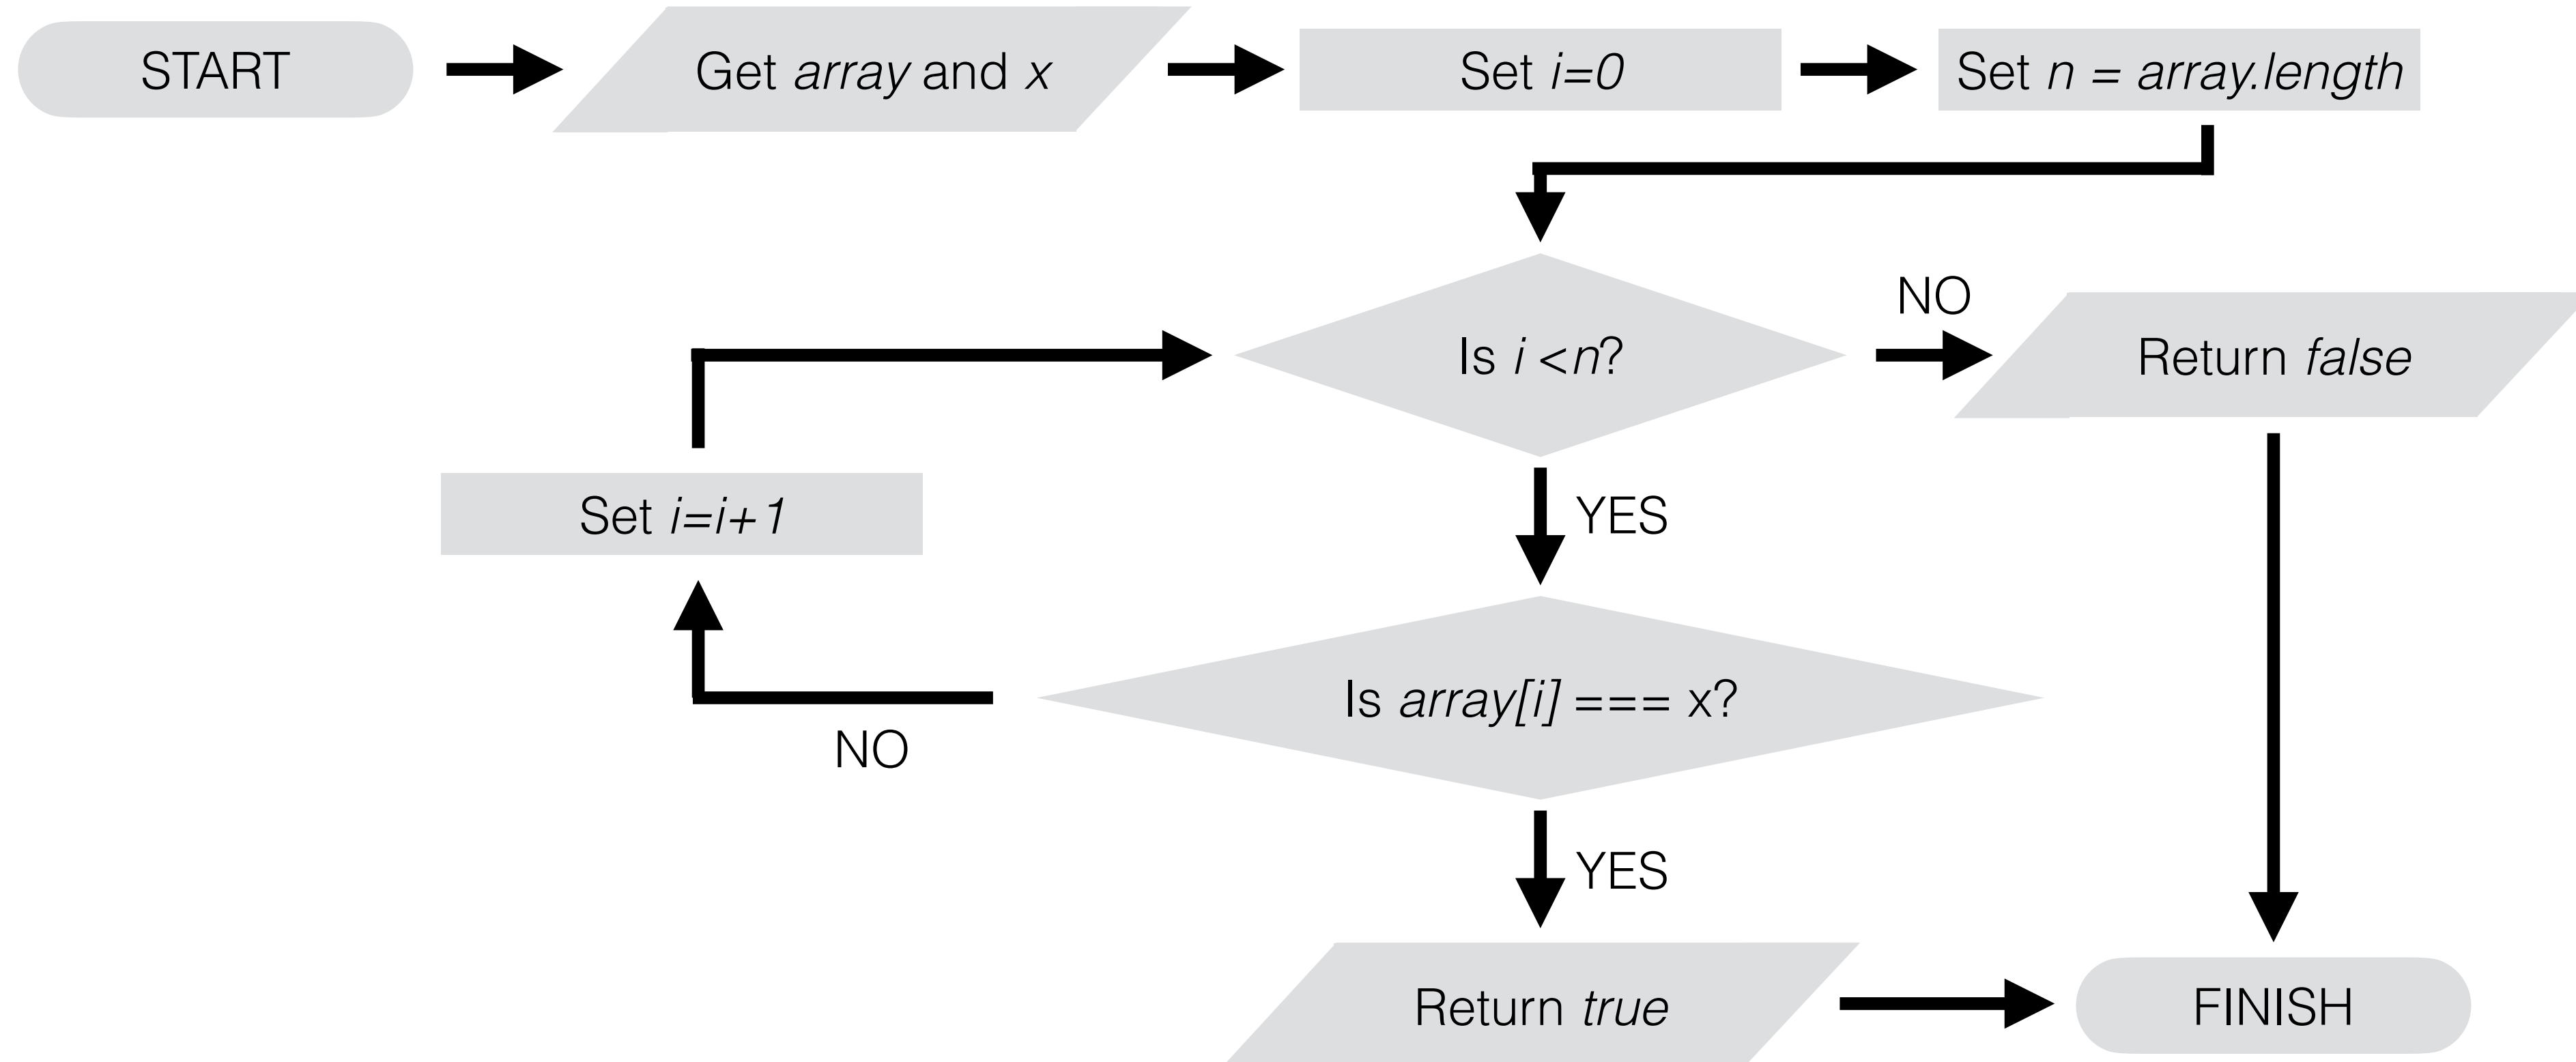 START
Get array and x
Set i=0
Set n = array.length
Is i <n?
NO
Return false
Set i=i+1
YES
Is array[i] === x?
NO
YES
Return true
FINISH